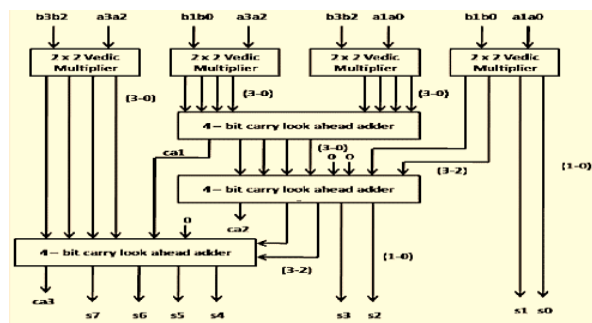 b3b2 a3a2 b1b0 a3a2 b3b2 a1a0 b1b0 a1a0
2 x 2 Vedic Multiplier
2 x 2 Vedic Multiplier
2 x 2 Vedic Multiplier
2 x 2 Vedic Multiplier
(3-0) (3-0) (3-0)
4-bit carry look ahead adder
ca1 (3-0)
0 0
(3-2) (1-0)
4-bit carry look ahead adder
0 ca2
4-bit carry look ahead adder (1-0)
(3-2)
ca3 s7 s6 s5 s4 s3 s2 s1 s0